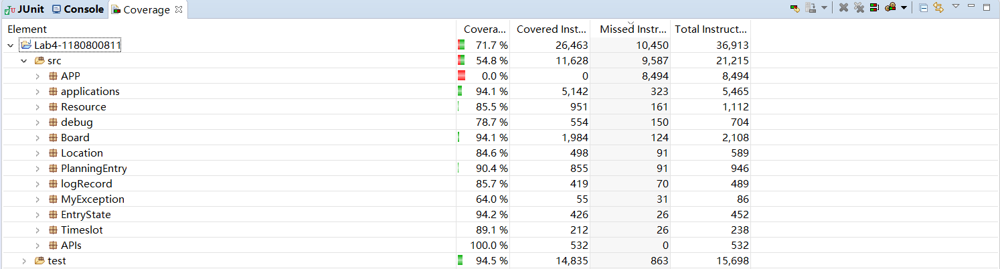 JUnit Console Coverage
Element Covera... Covered Inst... Missed Instr... Total Instruct...
Lab4-1180800811 71.7 % 26,463 10,450 36,913
src 54.8 % 11,628 9,587 21,215
APP 0.0 % 0 8,494 8,494
applications 94.1 % 5,142 323 5,465
Resource 85.5 % 951 161 1,112
debug 78.7 % 554 150 704
Board 94.1 % 1,984 124 2,108
Location 84.6 % 498 91 589
PlanningEntry 90.4 % 855 91 946
logRecord 85.7 % 419 70 489
MyException 64.0 % 55 31 86
EntryState 94.2 % 426 26 452
Timeslot 89.1 % 212 26 238
APIs 100.0 % 532 0 532
test 94.5 % 14,835 863 15,698